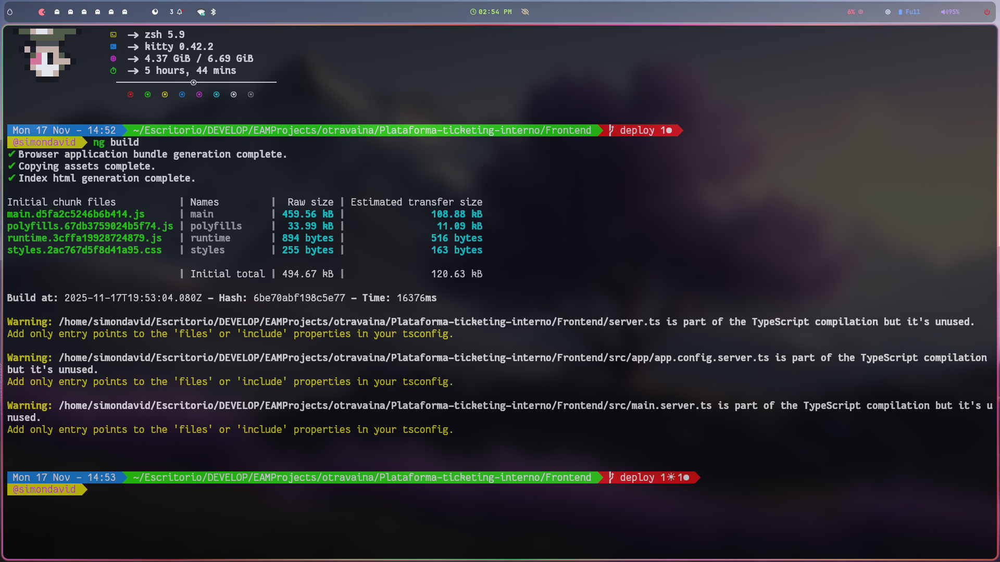 3
02:54 PM
6%
Full
95%
zsh 5.9
kitty 0.42.2
4.37 GiB / 6.69 GiB
5 hours, 44 mins
Mon 17 Nov - 14:52 ~/Escritorio/DEVELOP/EAMProjects/otravaina/Plataforma-ticketing-interno/Frontend deploy 1●
@simondavid ng build
✔ Browser application bundle generation complete.
✔ Copying assets complete.
✔ Index html generation complete.
Initial chunk files | Names | Raw size | Estimated transfer size
main.d5fa2c5246b6b414.js | main | 459.56 kB | 108.88 kB
polyfills.67db3759024b5f74.js | polyfills | 33.99 kB | 11.09 kB
runtime.3cffa19928724879.js | runtime | 894 bytes | 516 bytes
styles.2ac767d5f8d41a95.css | styles | 255 bytes | 163 bytes
| Initial total | 494.67 kB | 120.63 kB
Build at: 2025-11-17T19:53:04.080Z - Hash: 6be70abf198c5e77 - Time: 16376ms
Warning: /home/simondavid/Escritorio/DEVELOP/EAMProjects/otravaina/Plataforma-ticketing-interno/Frontend/server.ts is part of the TypeScript compilation but it's unused.
Add only entry points to the 'files' or 'include' properties in your tsconfig.
Warning: /home/simondavid/Escritorio/DEVELOP/EAMProjects/otravaina/Plataforma-ticketing-interno/Frontend/src/app/app.config.server.ts is part of the TypeScript compilation
but it's unused.
Add only entry points to the 'files' or 'include' properties in your tsconfig.
Warning: /home/simondavid/Escritorio/DEVELOP/EAMProjects/otravaina/Plataforma-ticketing-interno/Frontend/src/main.server.ts is part of the TypeScript compilation but it's u
nused.
Add only entry points to the 'files' or 'include' properties in your tsconfig.
Mon 17 Nov - 14:53 ~/Escritorio/DEVELOP/EAMProjects/otravaina/Plataforma-ticketing-interno/Frontend deploy 1☀1●
@simondavid